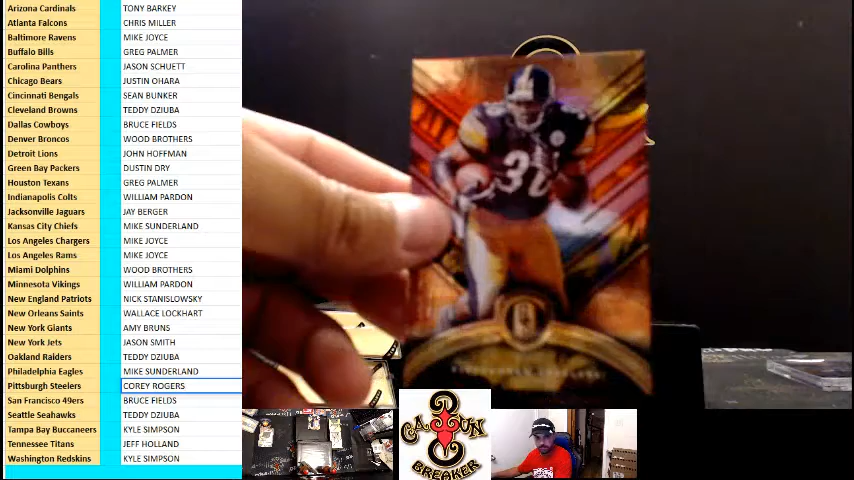 Arizona Cardinals TONY BARKEY
Atlanta Falcons CHRIS MILLER
Baltimore Ravens MIKE JOYCE
Buffalo Bills GREG PALMER
Carolina Panthers JASON SCHUETT
Chicago Bears JUSTIN OHARA
Cincinnati Bengals SEAN BUNKER
Cleveland Browns TEDDY DZIUBA
Dallas Cowboys BRUCE FIELDS
Denver Broncos WOOD BROTHERS
Detroit Lions JOHN HOFFMAN
Green Bay Packers DUSTIN DRY
Houston Texans GREG PALMER
Indianapolis Colts WILLIAM PARDON
Jacksonville Jaguars JAY BERGER
Kansas City Chiefs MIKE SUNDERLAND
Los Angeles Chargers MIKE JOYCE
Los Angeles Rams MIKE JOYCE
Miami Dolphins WOOD BROTHERS
Minnesota Vikings WILLIAM PARDON
New England Patriots NICK STANISLOWSKY
New Orleans Saints WALLACE LOCKHART
New York Giants AMY BRUNS
New York Jets JASON SMITH
Oakland Raiders TEDDY DZIUBA
Philadelphia Eagles MIKE SUNDERLAND
Pittsburgh Steelers COREY ROGERS
San Francisco 49ers BRUCE FIELDS
Seattle Seahawks TEDDY DZIUBA
Tampa Bay Buccaneers KYLE SIMPSON
Tennessee Titans JEFF HOLLAND
Washington Redskins KYLE SIMPSON
30
CAJUN
BREAKER